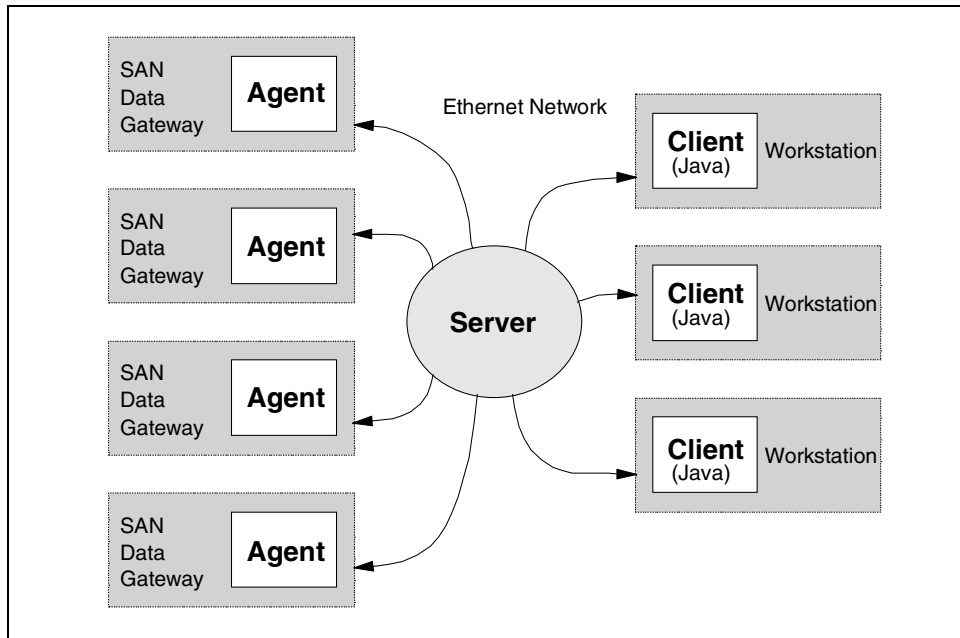 SAN
Data
Gateway
Agent
SAN
Data
Gateway
Agent
SAN
Data
Gateway
Agent
SAN
Data
Gateway
Agent
Ethernet Network
Server
Client
(Java)
Workstation
Client
(Java)
Workstation
Client
(Java)
Workstation